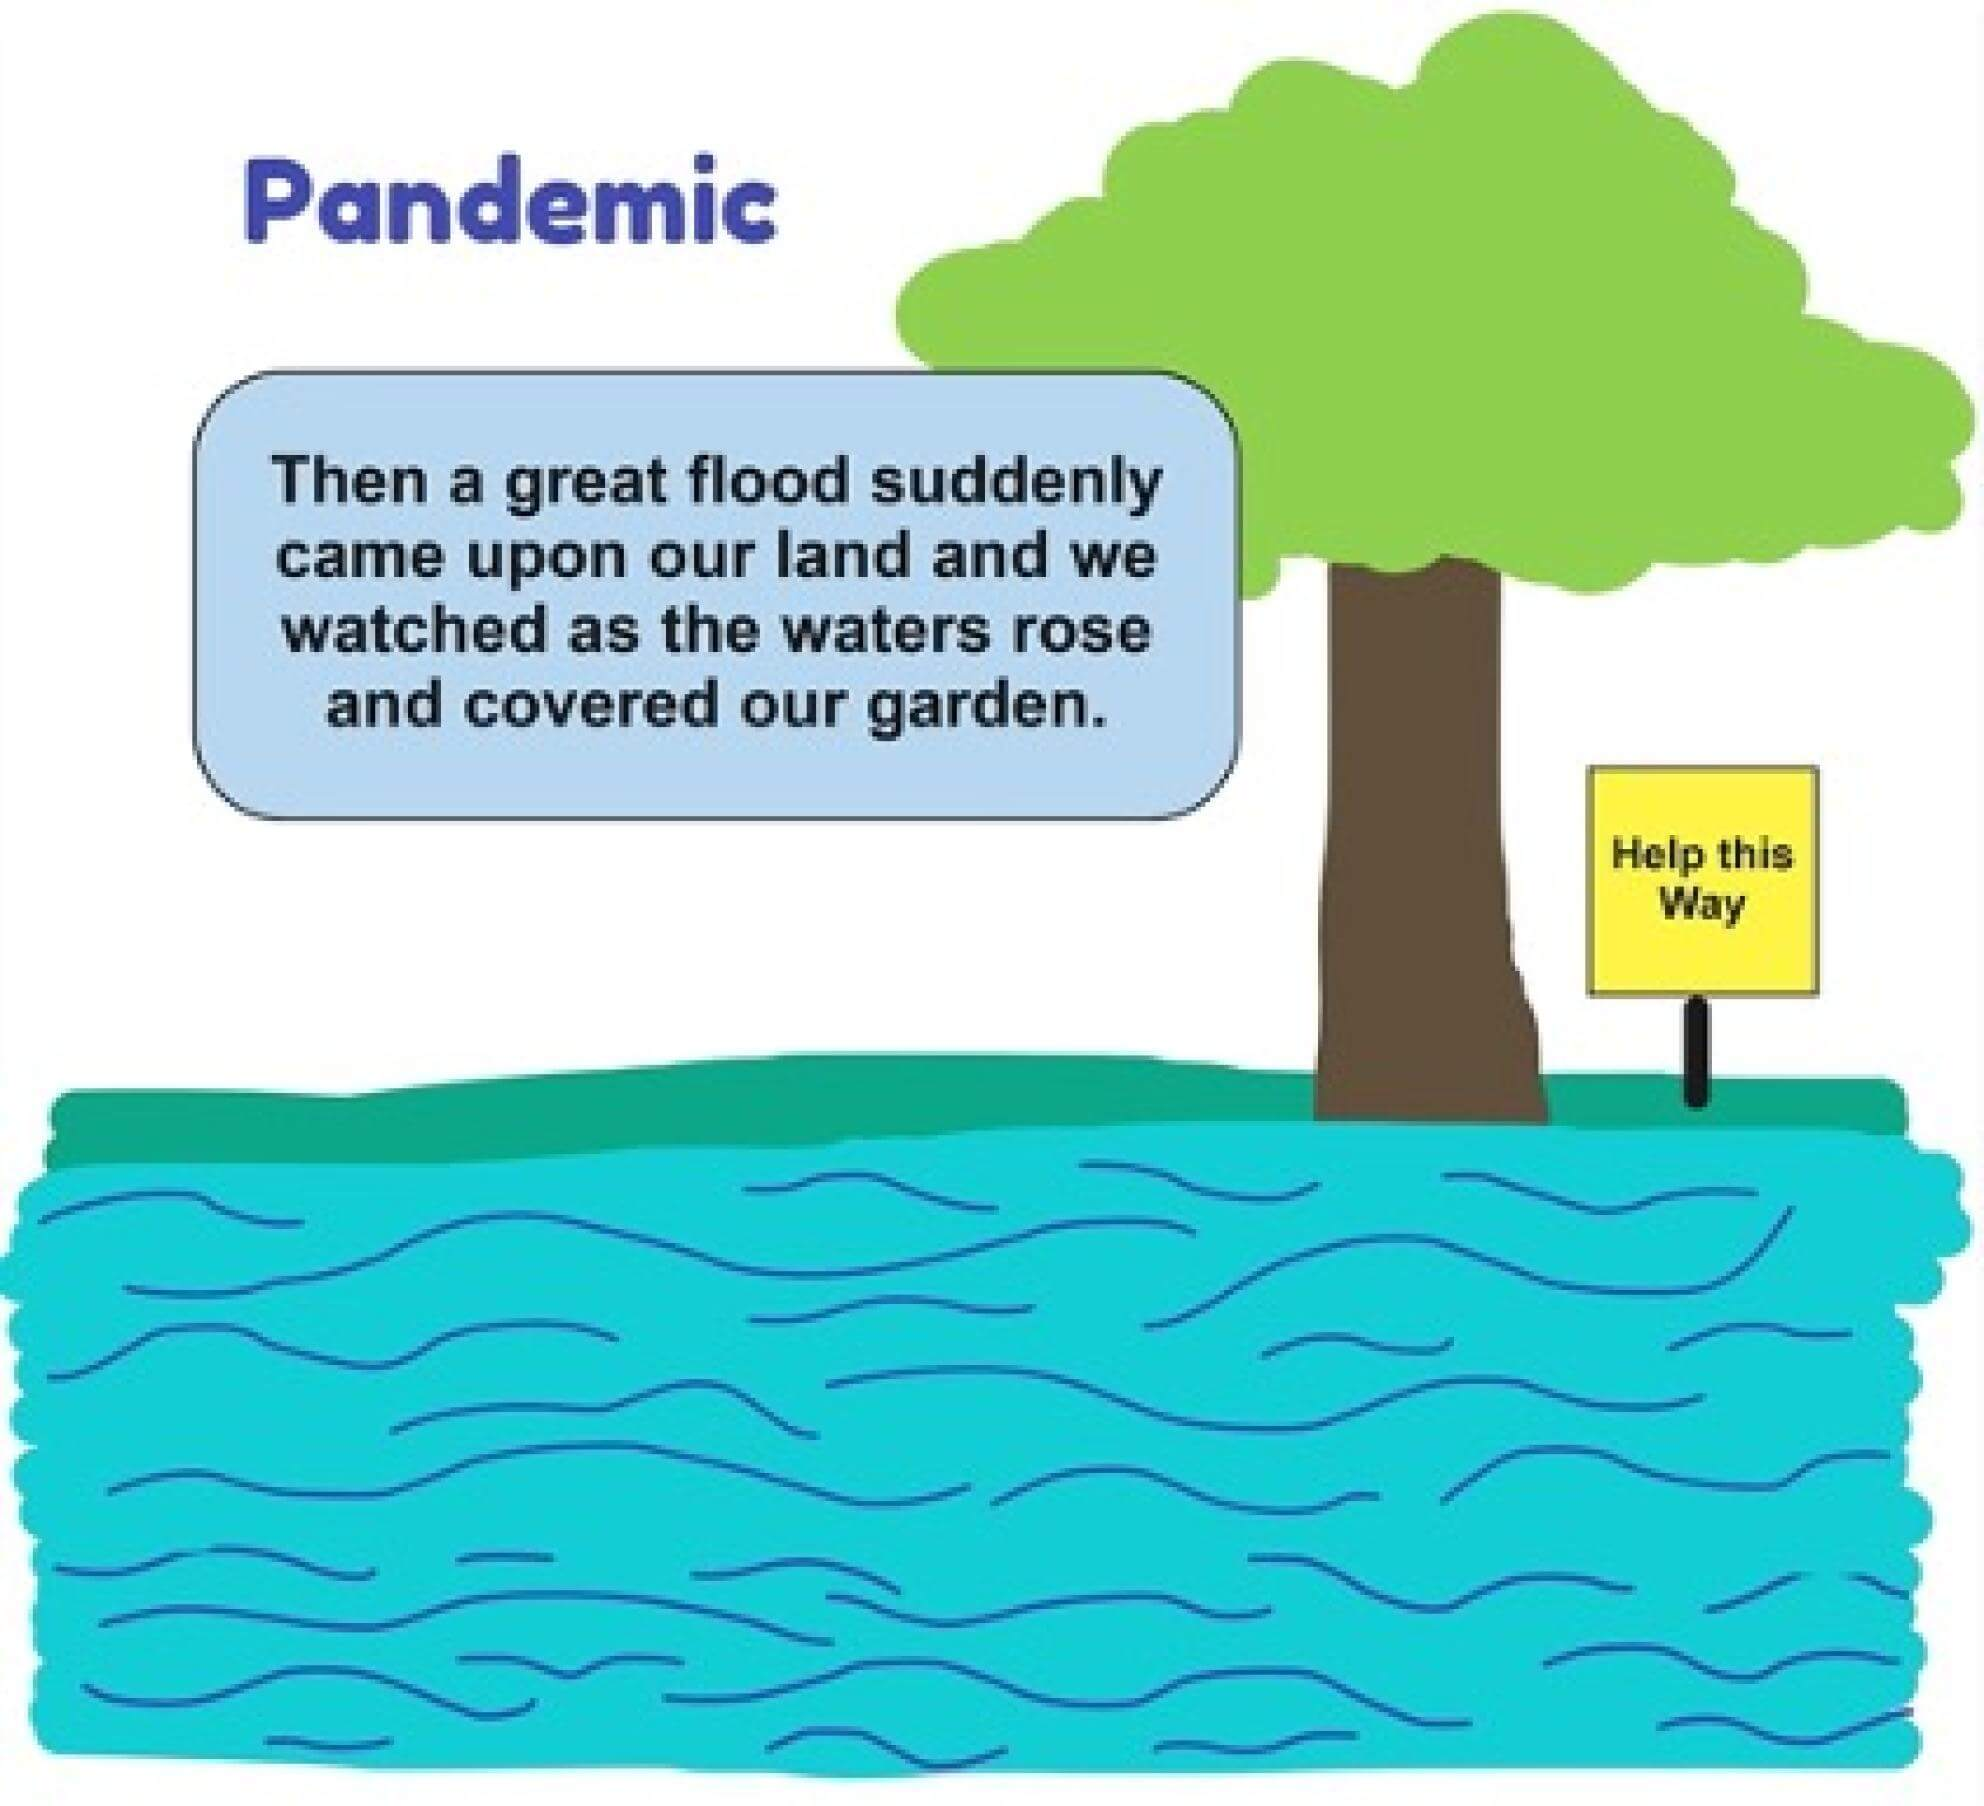 Pandemic
Then a great flood suddenly
came upon our land and we
watched as the waters rose
and covered our garden.
Help this
Way